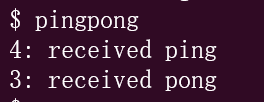 $ pingpong
4: received ping
3: received pong
$